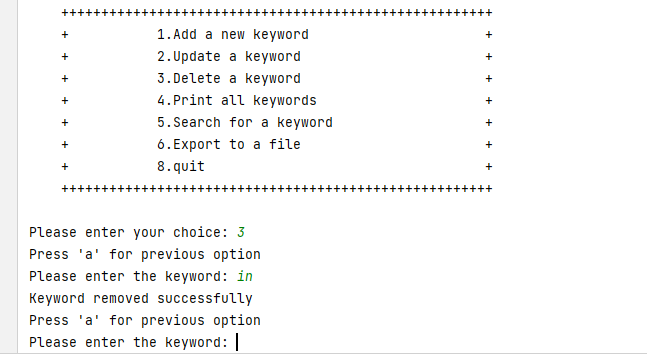 ++++++++++++++++++++++++++++++++++++++++++++++++++++++
+ 1.Add a new keyword +
+ 2.Update a keyword +
+ 3.Delete a keyword +
+ 4.Print all keywords +
+ 5.Search for a keyword +
+ 6.Export to a file +
+ 8.quit +
++++++++++++++++++++++++++++++++++++++++++++++++++++++
Please enter your choice: 3
Press 'a' for previous option
Please enter the keyword: in
Keyword removed successfully
Press 'a' for previous option
Please enter the keyword: